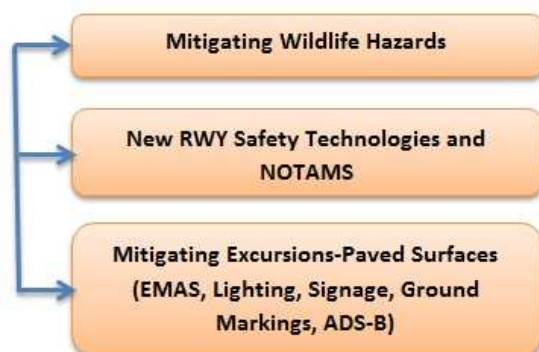 Mitigating Wildlife Hazards
New RWY Safety Technologies and
NOTAMS
Mitigating Excursions-Paved Surfaces
(EMAS, Lighting, Signage, Ground
Markings, ADS-B)